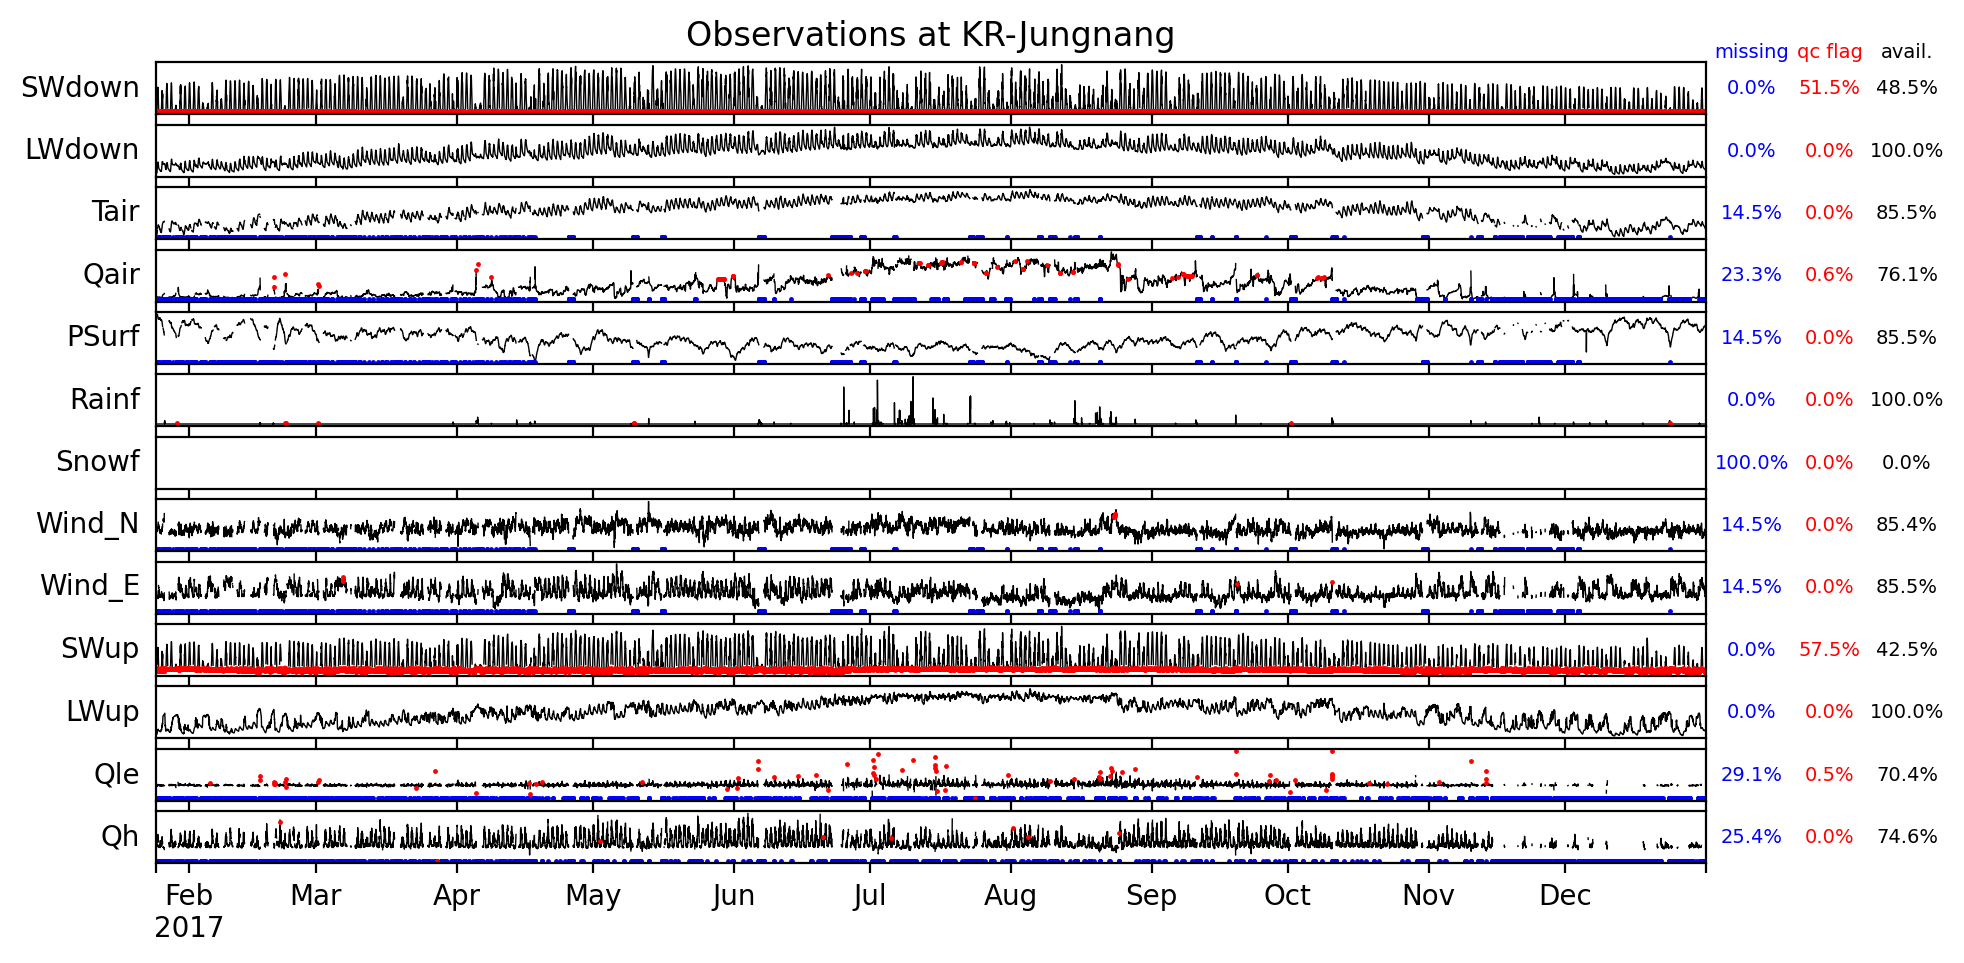 Observations at KR-Jungnang
missing qc flag avail.
SWdown 0.0% 51.5% 48.5%
LWdown 0.0% 0.0% 100.0%
Tair 14.5% 0.0% 85.5%
Qair 23.3% 0.6% 76.1%
PSurf 14.5% 0.0% 85.5%
Rainf 0.0% 0.0% 100.0%
Snowf 100.0% 0.0% 0.0%
Wind_N 14.5% 0.0% 85.4%
Wind_E 14.5% 0.0% 85.5%
SWup 0.0% 57.5% 42.5%
LWup 0.0% 0.0% 100.0%
Qle 29.1% 0.5% 70.4%
Qh 25.4% 0.0% 74.6%
Feb Mar Apr May Jun Jul Aug Sep Oct Nov Dec
2017